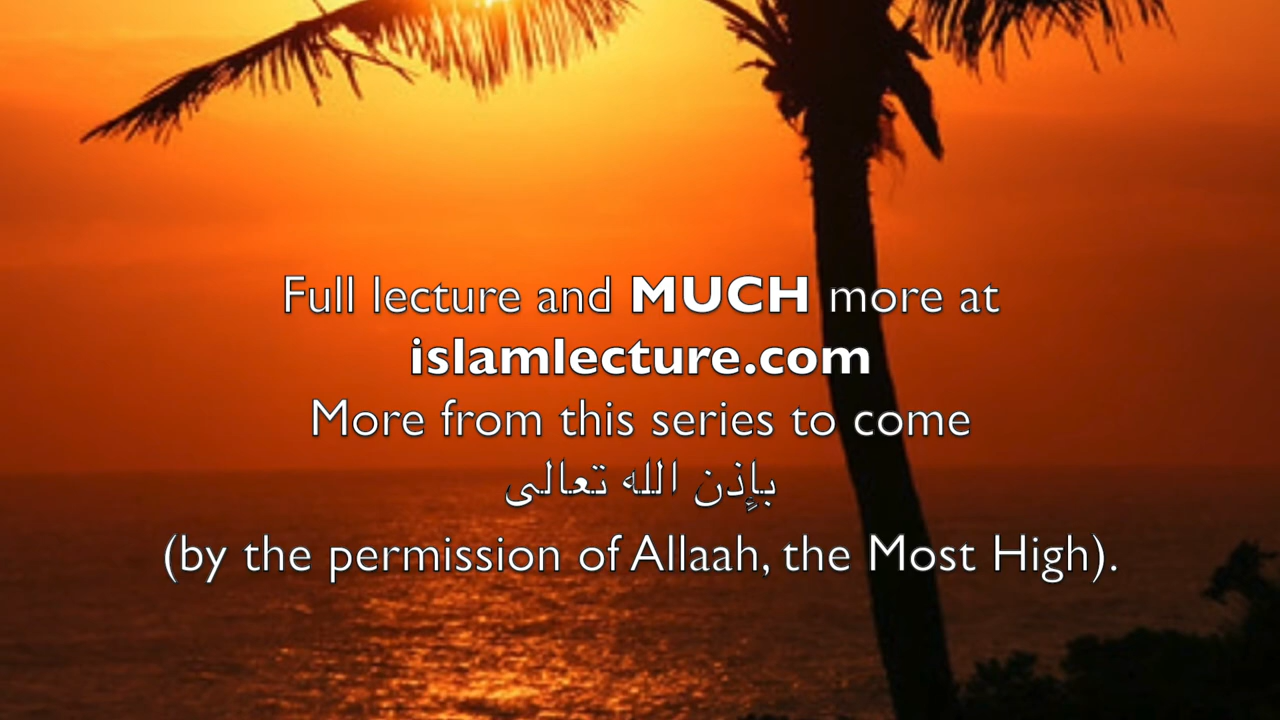 Full lecture and MUCH more at
islamlecture.com
More from this series to come
بإذن الله تعالى
(by the permission of Allaah, the Most High).